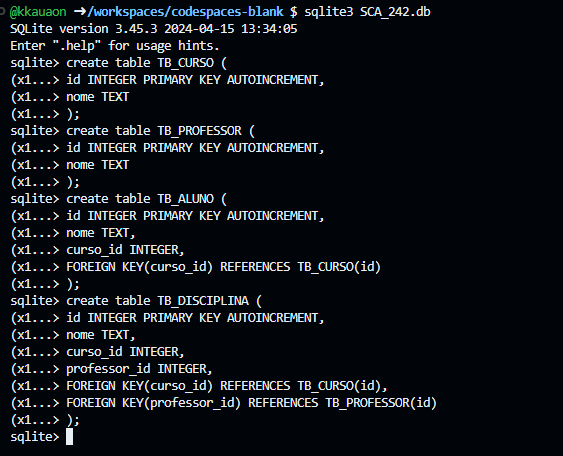 @kkauaon ➜/workspaces/codespaces-blank $ sqlite3 SCA_242.db
SQLite version 3.45.3 2024-04-15 13:34:05
Enter ".help" for usage hints.
sqlite> create table TB_CURSO (
(x1...> id INTEGER PRIMARY KEY AUTOINCREMENT,
(x1...> nome TEXT
(x1...> );
sqlite> create table TB_PROFESSOR (
(x1...> id INTEGER PRIMARY KEY AUTOINCREMENT,
(x1...> nome TEXT
(x1...> );
sqlite> create table TB_ALUNO (
(x1...> id INTEGER PRIMARY KEY AUTOINCREMENT,
(x1...> nome TEXT,
(x1...> curso_id INTEGER,
(x1...> FOREIGN KEY(curso_id) REFERENCES TB_CURSO(id)
(x1...> );
sqlite> create table TB_DISCIPLINA (
(x1...> id INTEGER PRIMARY KEY AUTOINCREMENT,
(x1...> nome TEXT,
(x1...> curso_id INTEGER,
(x1...> professor_id INTEGER,
(x1...> FOREIGN KEY(curso_id) REFERENCES TB_CURSO(id),
(x1...> FOREIGN KEY(professor_id) REFERENCES TB_PROFESSOR(id)
(x1...> );
sqlite>